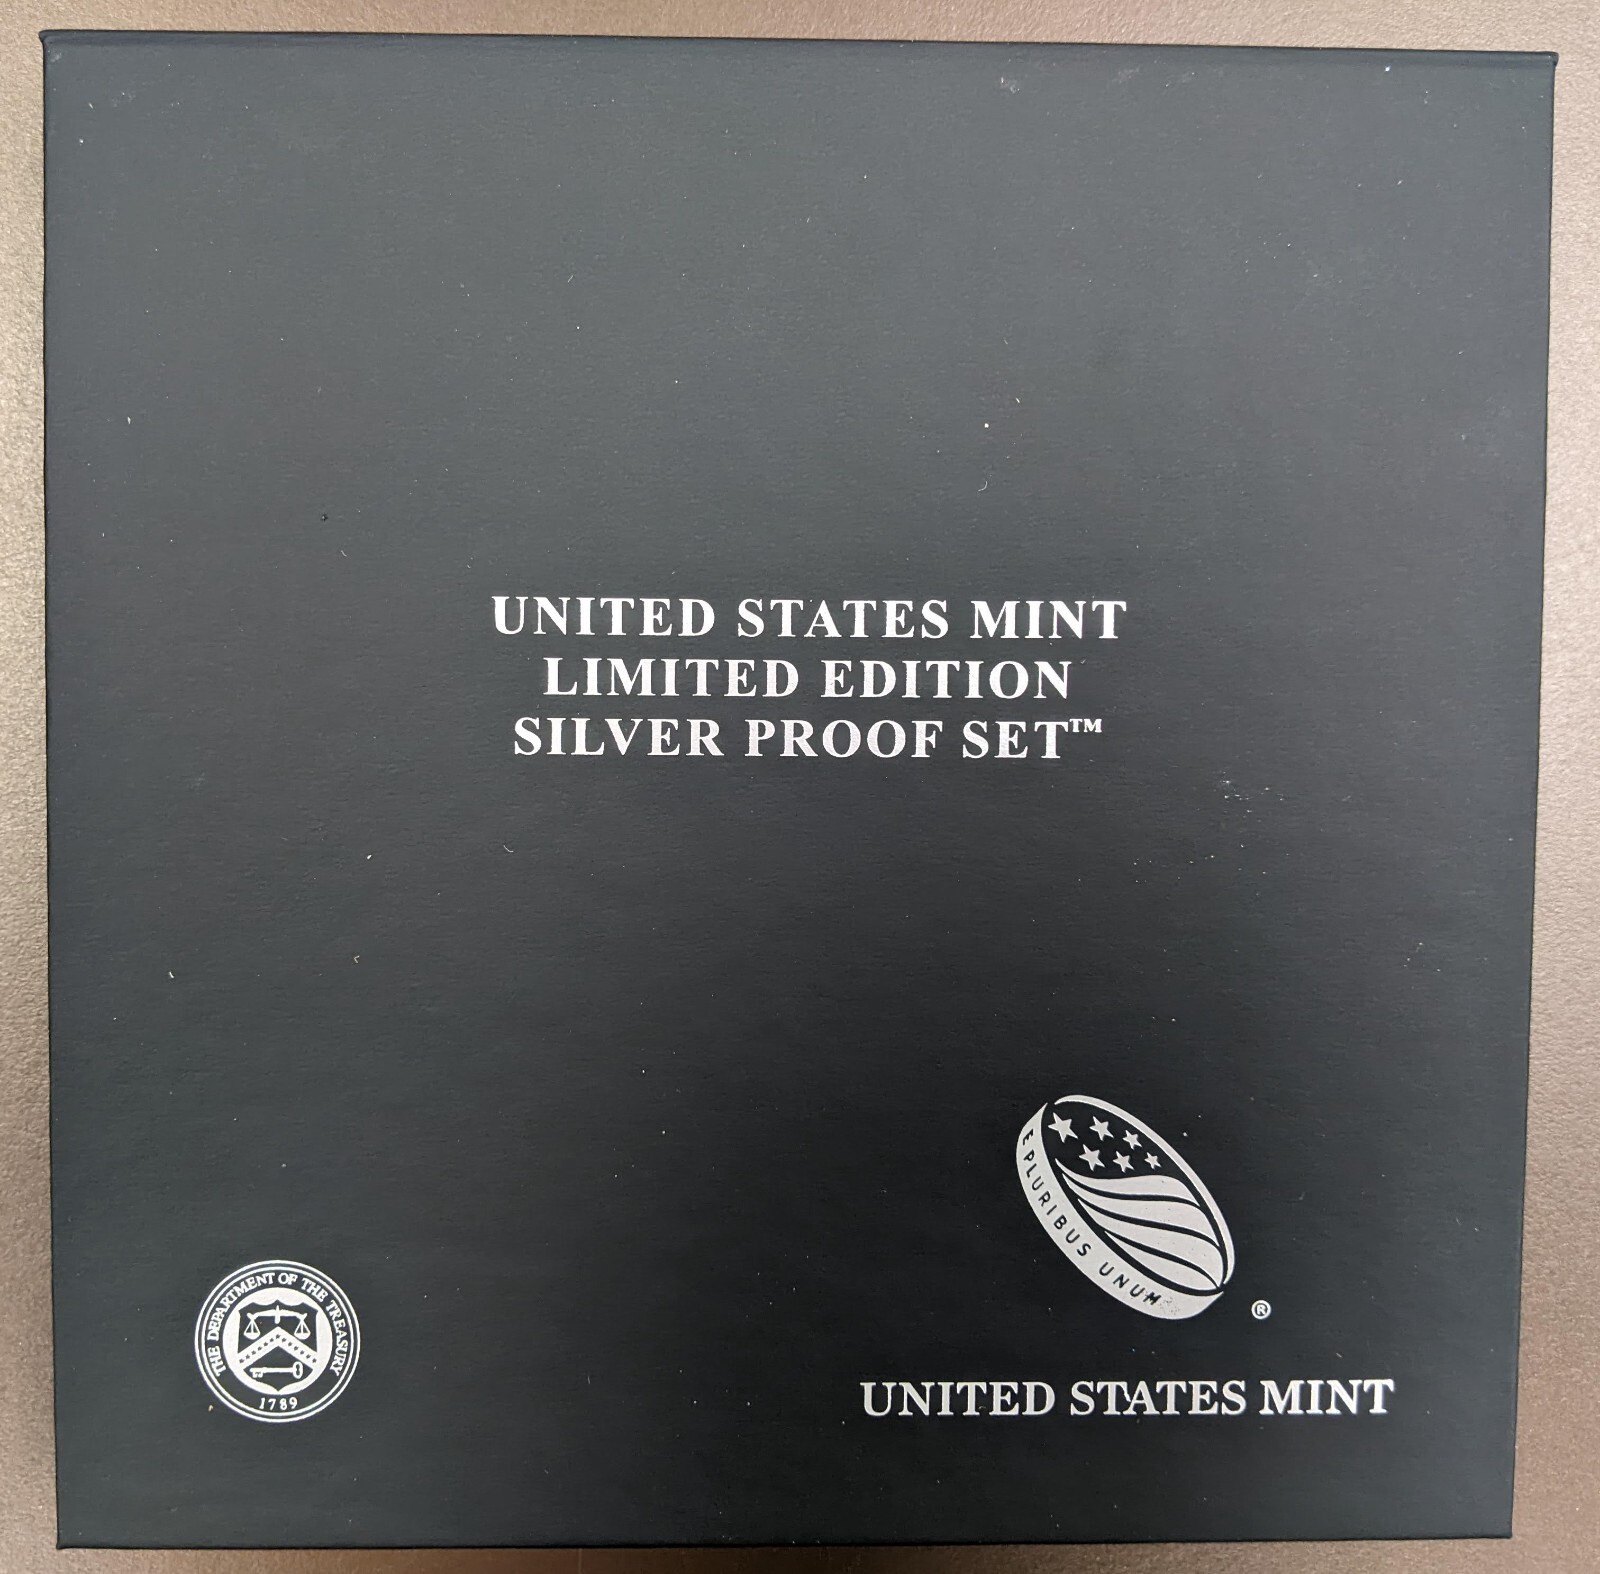 UNITED STATES MINT
LIMITED EDITION
SILVER PROOF SET™
E PLURIBUS UNUM
®
THE DEPARTMENT OF THE TREASURY
1789
UNITED STATES MINT